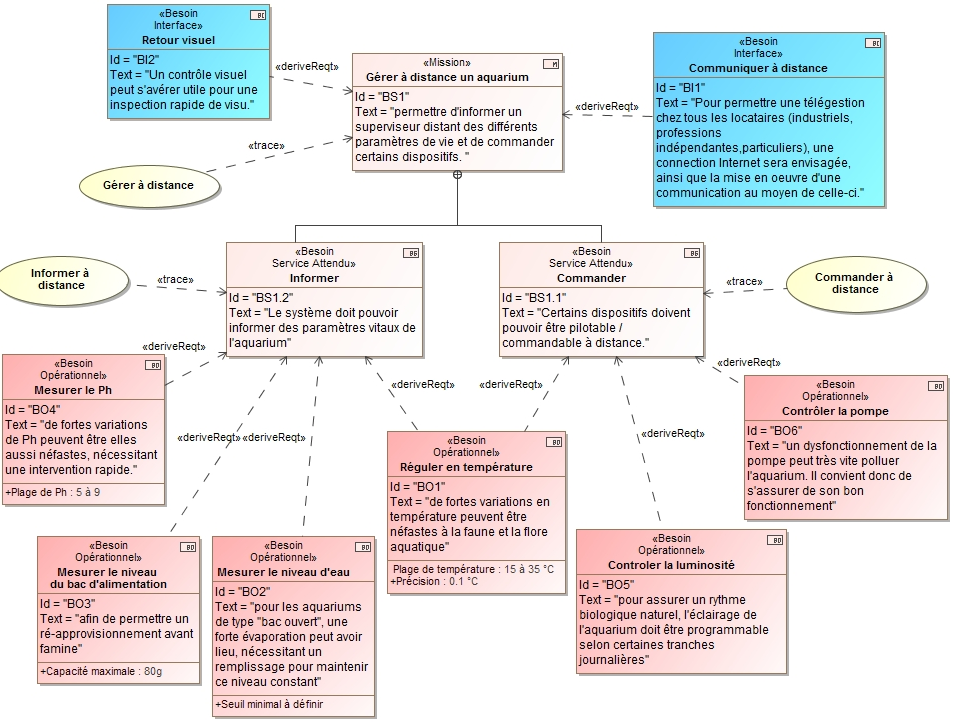 «Besoin
Interface»
Retour visuel
BI
Id = "BI2"
Text = "Un contrôle visuel
peut s'avérer utile pour une
inspection rapide de visu."
«deriveReqt»
«Mission»
M
Gérer à distance un aquarium
Id = "BS1"
Text = "permettre d'informer un
superviseur distant des différents
paramètres de vie et de commander
certains dispositifs. "
«deriveReqt»
«Besoin
Interface»
BI
Communiquer à distance
Id = "BI1"
Text = "Pour permettre une télégestion
chez tous les locataires (industriels,
professions
indépendantes,particuliers), une
connection Internet sera envisagée,
ainsi que la mise en oeuvre d'une
communication au moyen de celle-ci."
«trace»
Gérer à distance
Informer à
distance
«trace»
«Besoin
Service Attendu»
Informer
Id = "BS1.2"
Text = "Le système doit pouvoir
informer des paramètres vitaux de
l'aquarium"
«Besoin
Service Attendu»
Commander
Id = "BS1.1"
Text = "Certains dispositifs doivent
pouvoir être pilotable /
commandable à distance."
«trace»
Commander à
distance
«deriveReqt»
«deriveReqt»
«deriveReqt»
«deriveReqt»
«deriveReqt»
«deriveReqt»
«deriveReqt»
«Besoin
Opérationnel»
BO
Mesurer le Ph
Id = "BO4"
Text = "de fortes variations
de Ph peuvent être elles
aussi néfastes, nécessitant
une intervention rapide."
+Plage de Ph : 5 à 9
«Besoin
Opérationnel»
BO
Réguler en température
Id = "BO1"
Text = "de fortes variations en
température peuvent être
néfastes à la faune et la flore
aquatique"
Plage de température : 15 à 35 °C
+Précision : 0.1 °C
«Besoin
Opérationnel»
BO
Contrôler la pompe
Id = "BO6"
Text = "un dysfonctionement de la
pompe peut très vite polluer
l'aquarium. Il convient donc de
s'assurer de son bon
fonctionnement"
«Besoin
Opérationnel»
BO
Mesurer le niveau
du bac d'alimentation
Id = "BO3"
Text = "afin de permettre un
ré-approvisionnement avant
famine"
+Capacité maximale : 80g
«Besoin
Opérationnel»
BO
Mesurer le niveau d'eau
Id = "BO2"
Text = "pour les aquariums
de type "bac ouvert", une
forte évaporation peut avoir
lieu, nécessitant un
remplissage pour maintenir
ce niveau constant"
+Seuil minimal à définir
«Besoin
Opérationnel»
BO
Controler la luminosité
Id = "BO5"
Text = "pour assurer un rythme
biologique naturel, l'éclairage de
l'aquarium doit être programmable
selon certaines tranches
journalières"